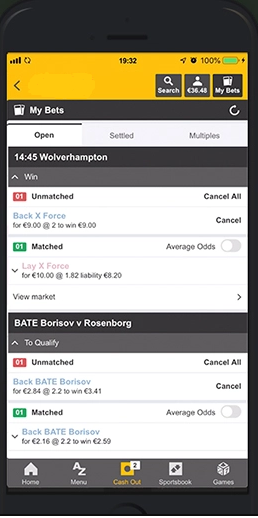 19:32
100%
Search
€36.48
My Bets
My Bets
Open
Settled
Multiples
14:45 Wolverhampton
Win
01 Unmatched
Cancel All
Back X Force
for €9.00 @ 2 to win €9.00
Cancel
01 Matched
Average Odds
Lay X Force
for €10.00 @ 1.82 liability €8.20
View market
BATE Borisov v Rosenborg
To Qualify
01 Unmatched
Cancel All
Back BATE Borisov
for €2.84 @ 2.2 to win €3.41
Cancel
01 Matched
Average Odds
Back BATE Borisov
for €2.16 @ 2.2 to win €2.59
Home
AZ
Menu
2
Cash Out
Sportsbook
Games